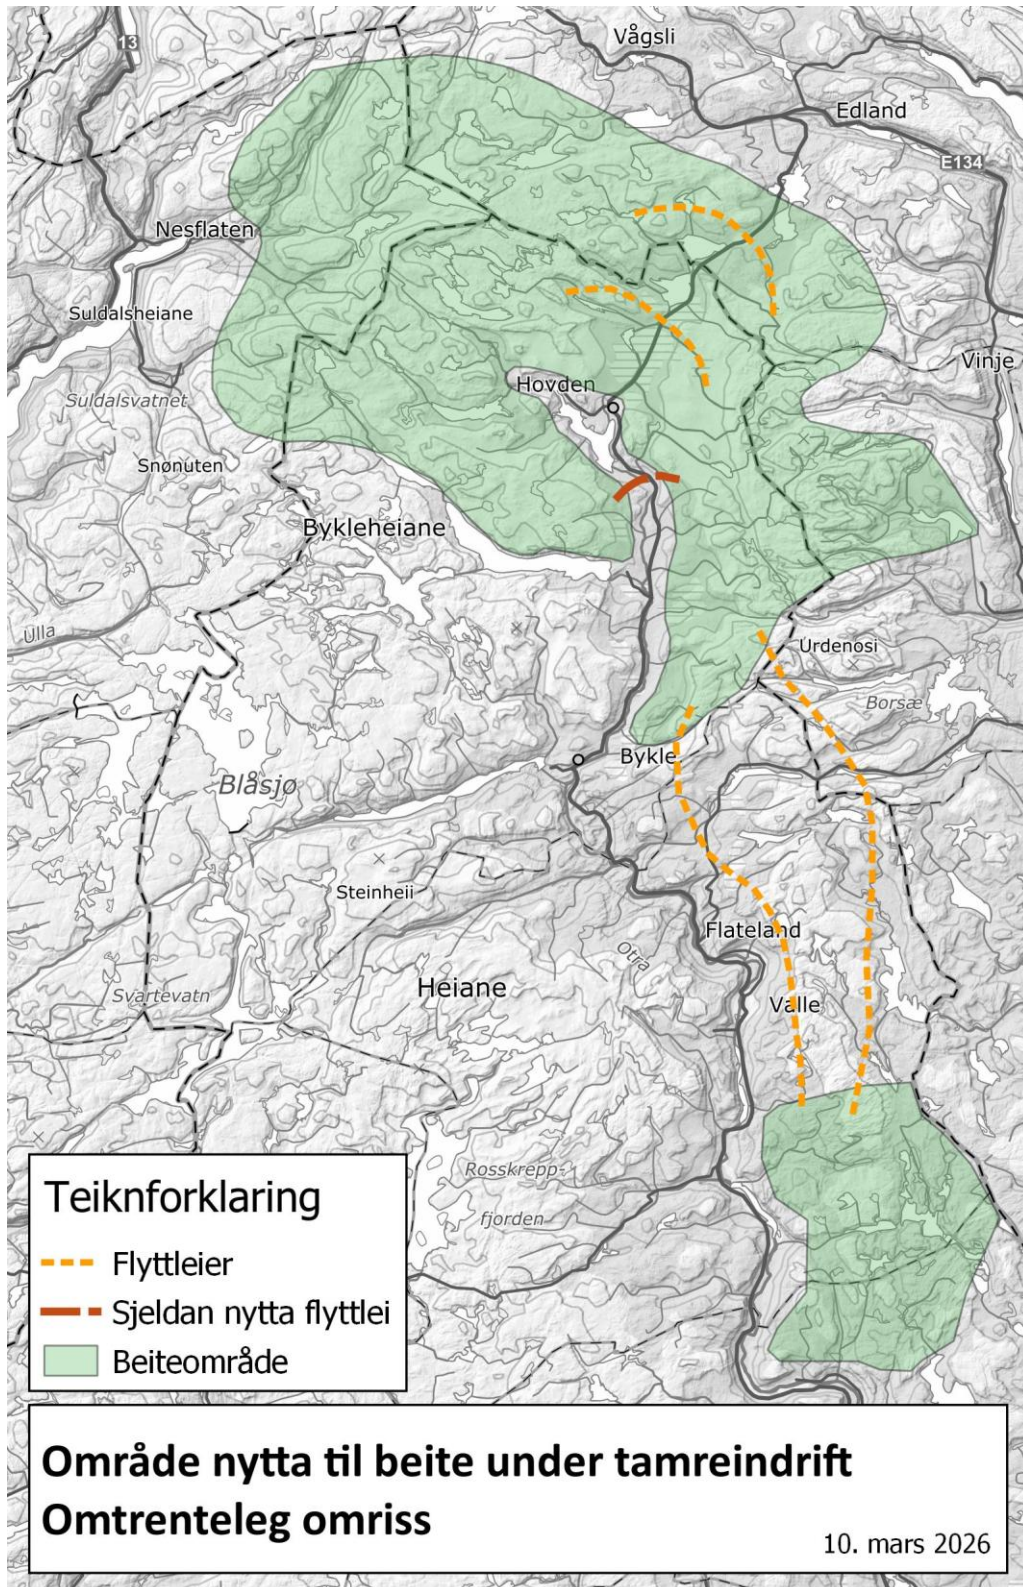 13
Vågsli
Edland
E134
Nesflaten
Suldalsheiane
Vinje
Hovden
Suldalsvatnet
Snønuten
Bykleheiane
Ulla
Urdenosi
Borsæ
Bykle
Blåsjø
Steinheii
Flateland
Otra
Heiane
Svartevatn
Valle
Rosskrepp-
fjorden
Teiknforklaring
Flyttleier
Sjeldan nytta flyttlei
Beiteområde
Område nytta til beite under tamreindrift
Omtrenteleg omriss
10. mars 2026